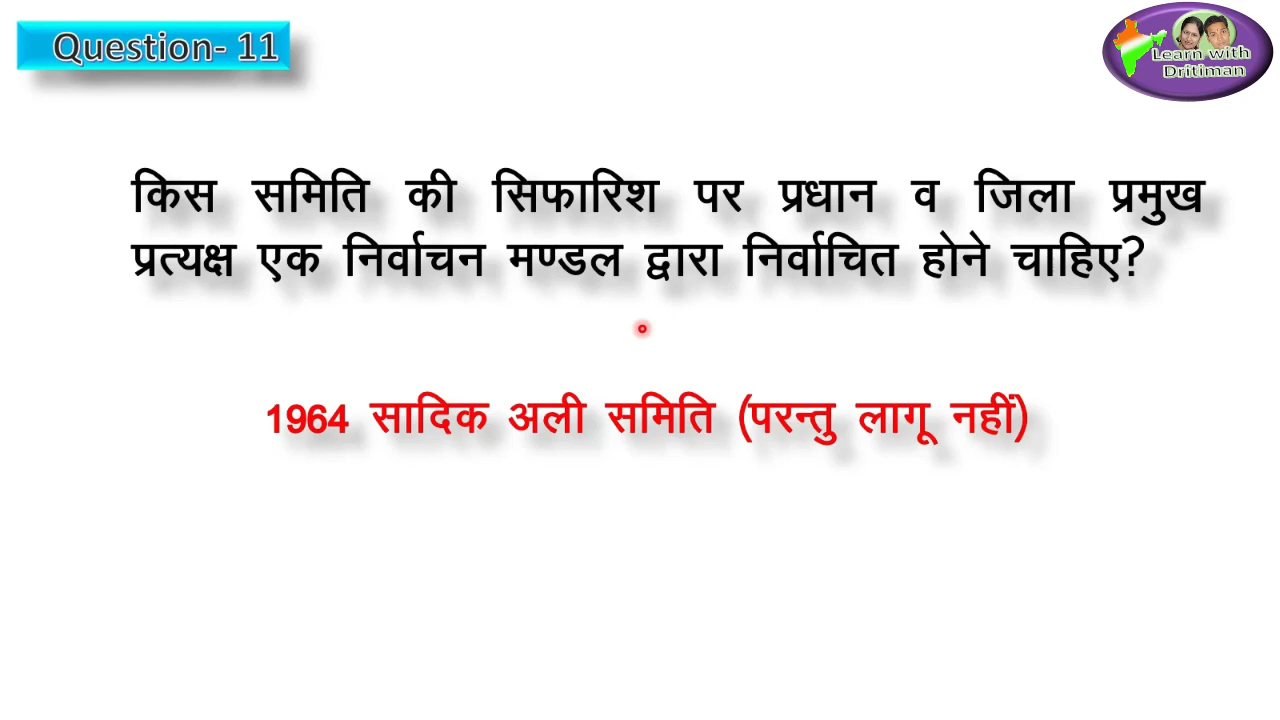 Question- 11
Learn with
Dritiman
किस समिति की सिफारिश पर प्रधान व जिला प्रमुख
प्रत्यक्ष एक निर्वाचन मण्डल द्वारा निर्वाचित होने चाहिए?
1964 सादिक अली समिति (परन्तु लागू नहीं)